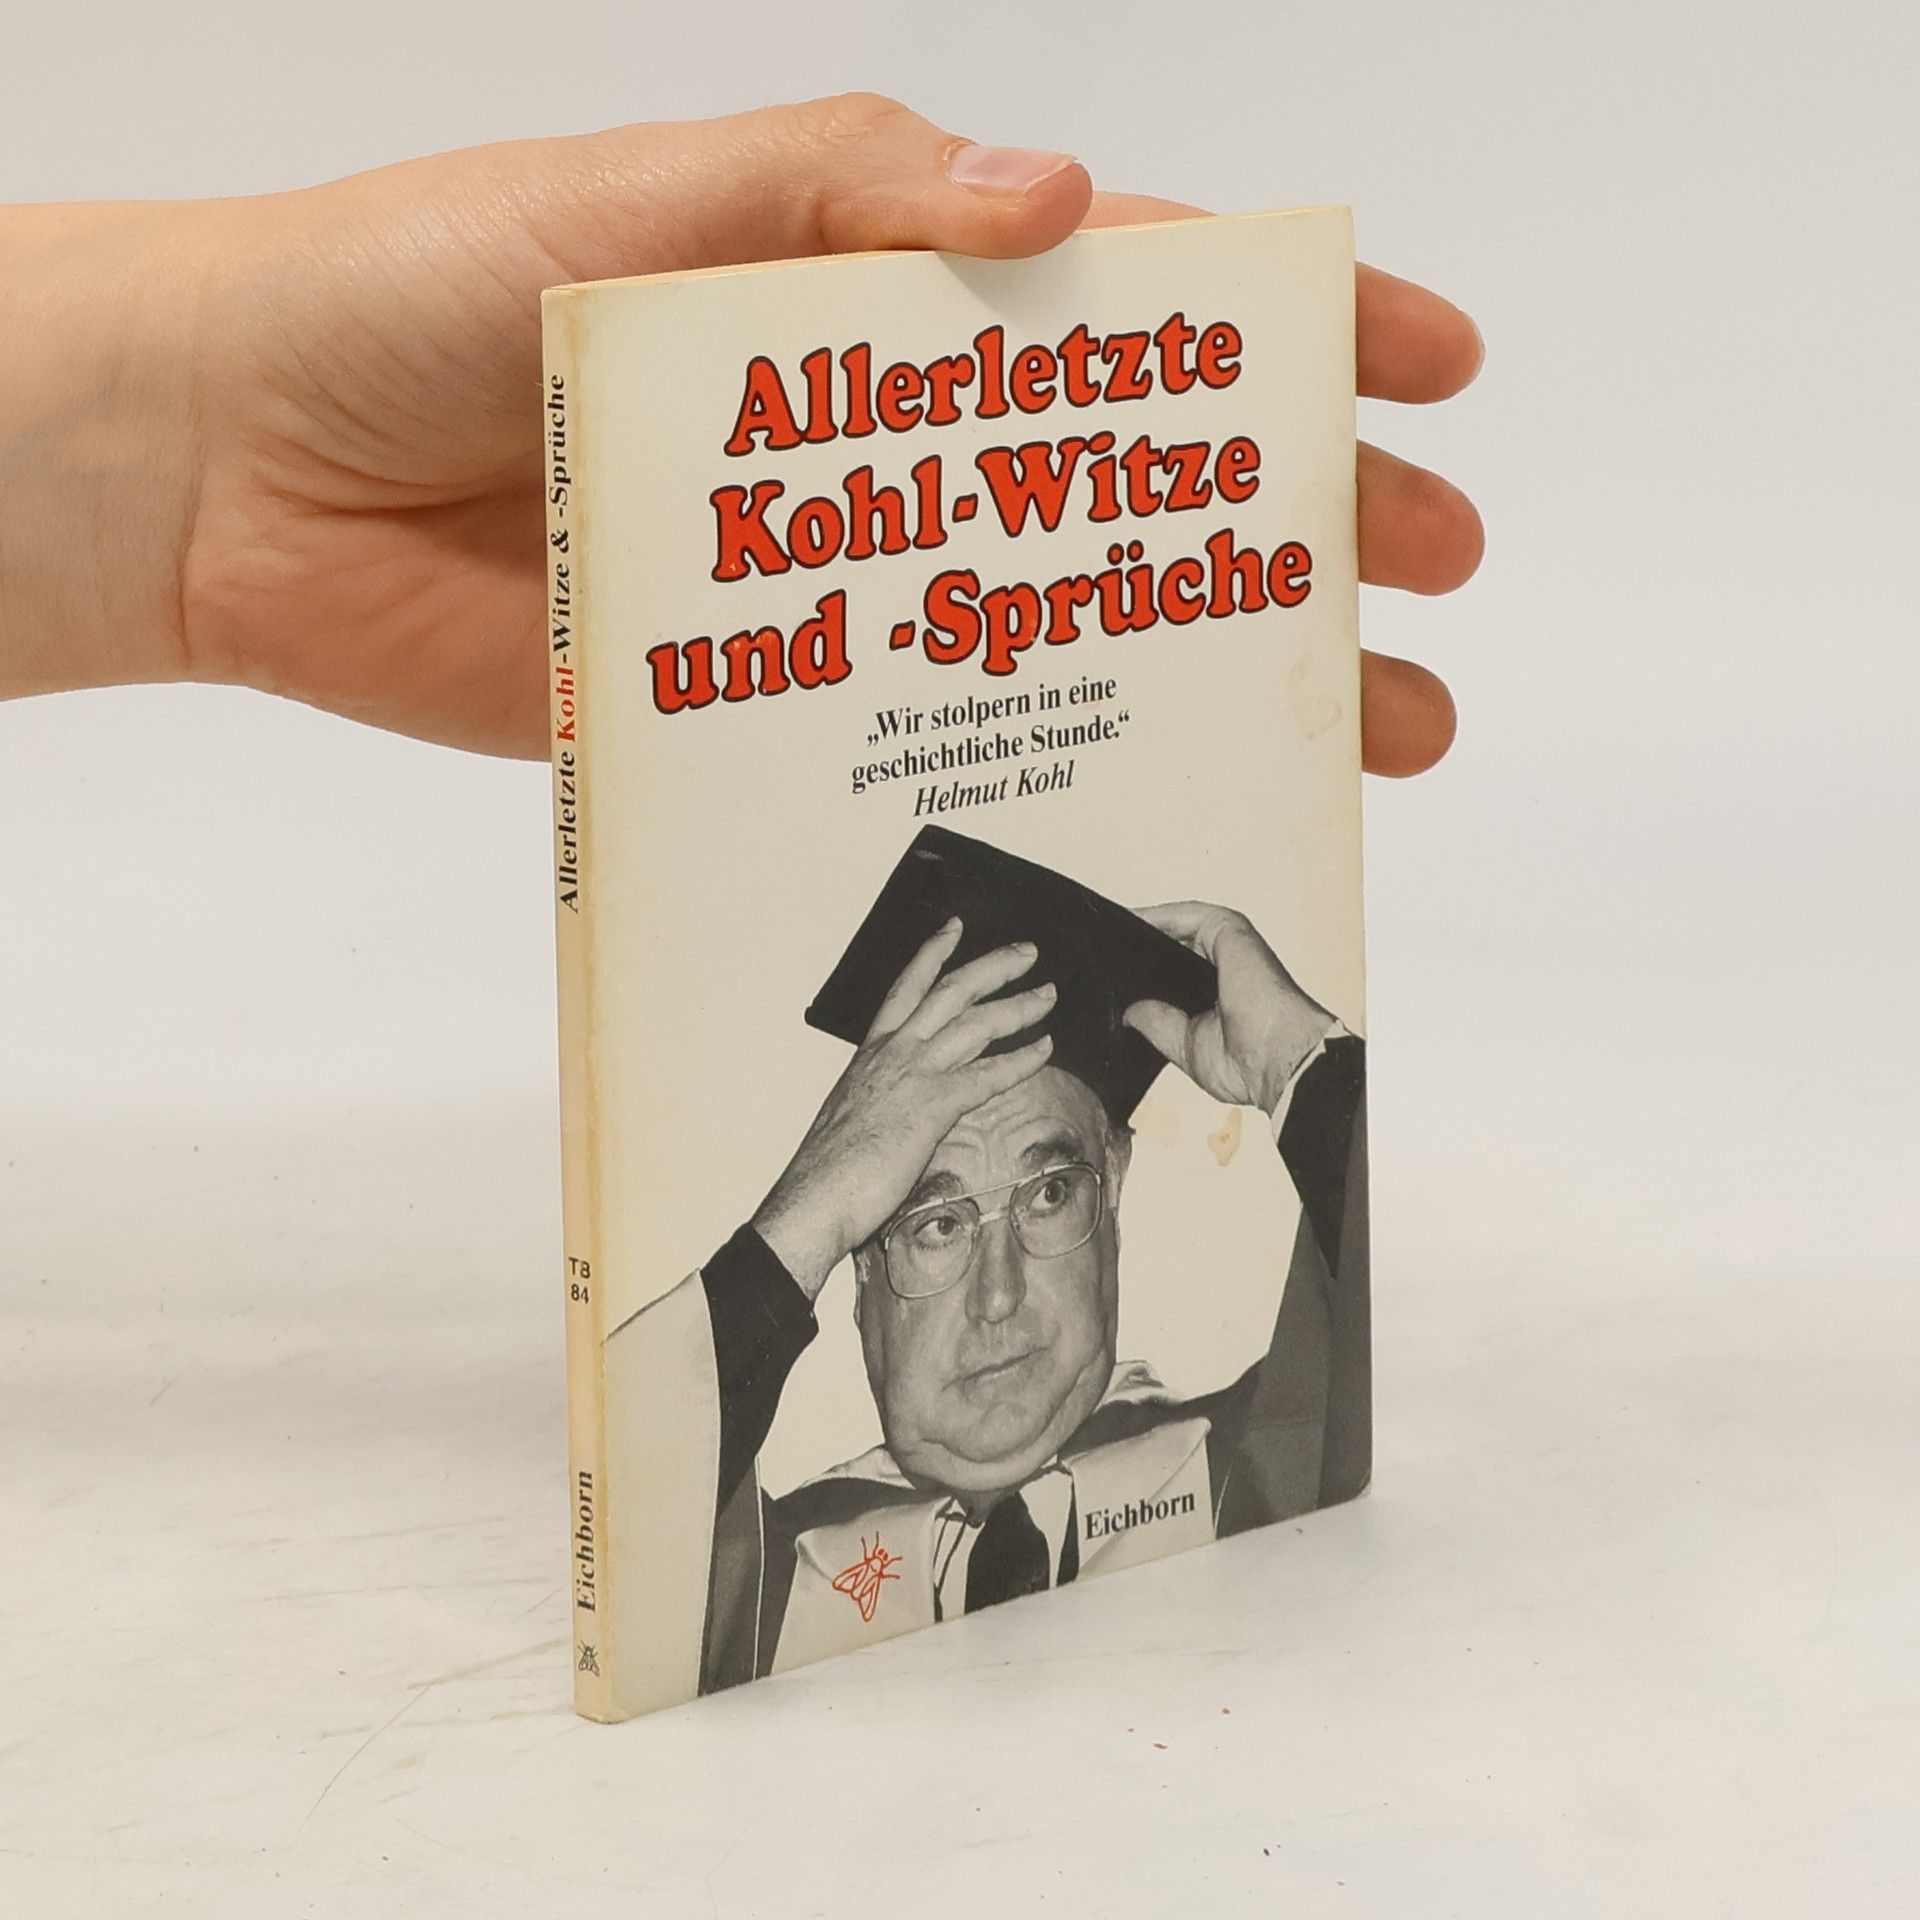 Allerletzte
Kohl-Witze
und -Sprüche
„Wir stolpern in eine
geschichtliche Stunde.“
Helmut Kohl
Eichborn
Allerletzte Kohl-Witze & -Sprüche
TB
84
Eichborn